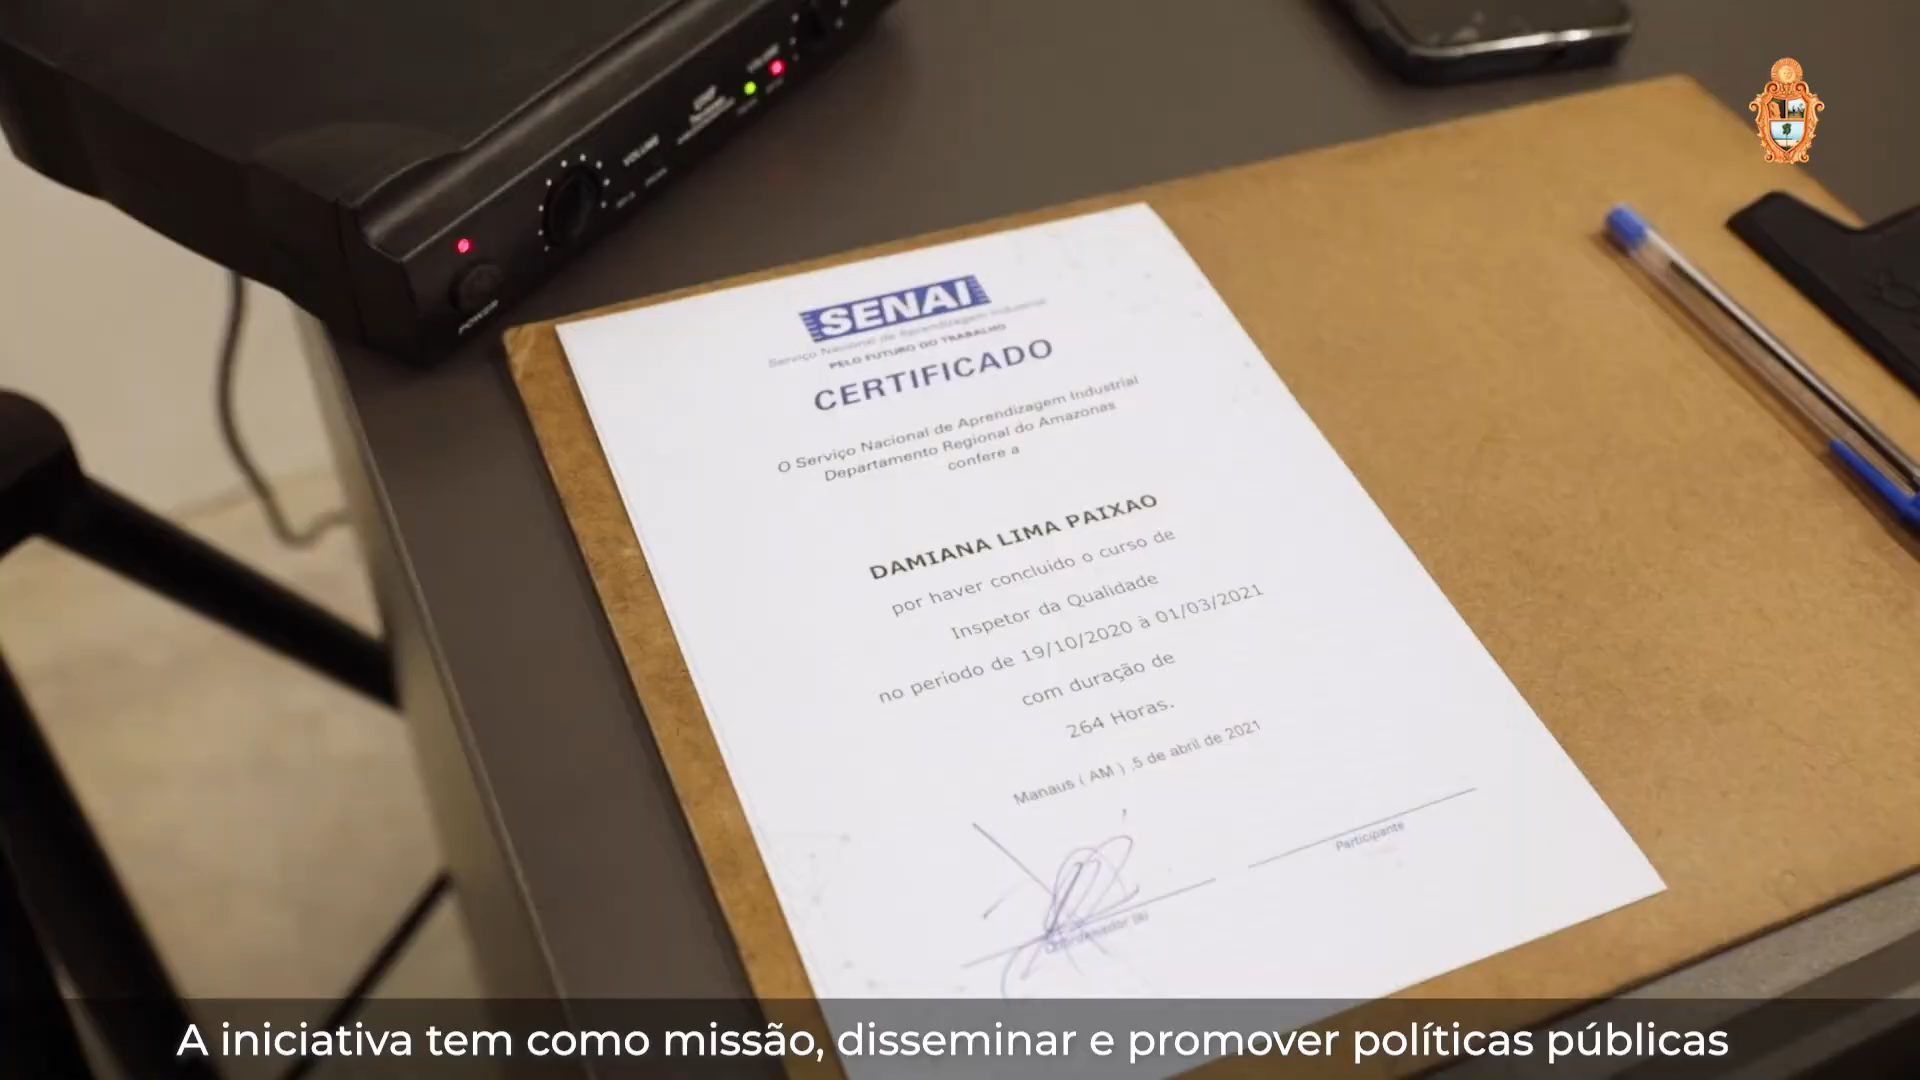 VOLUME
POWER
SENAI
Serviço Nacional de Aprendizagem Industrial
PELO FUTURO DO TRABALHO
CERTIFICADO
O Serviço Nacional de Aprendizagem Industrial
Departamento Regional do Amazonas
confere a
DAMIANA LIMA PAIXAO
por haver concluido o curso de
Inspetor da Qualidade
no periodo de 19/10/2020 à 01/03/2021
com duração de
264 Horas.
Manaus ( AM ) ,5 de abril de 2021
Participante
A iniciativa tem como missão, disseminar e promover políticas públicas